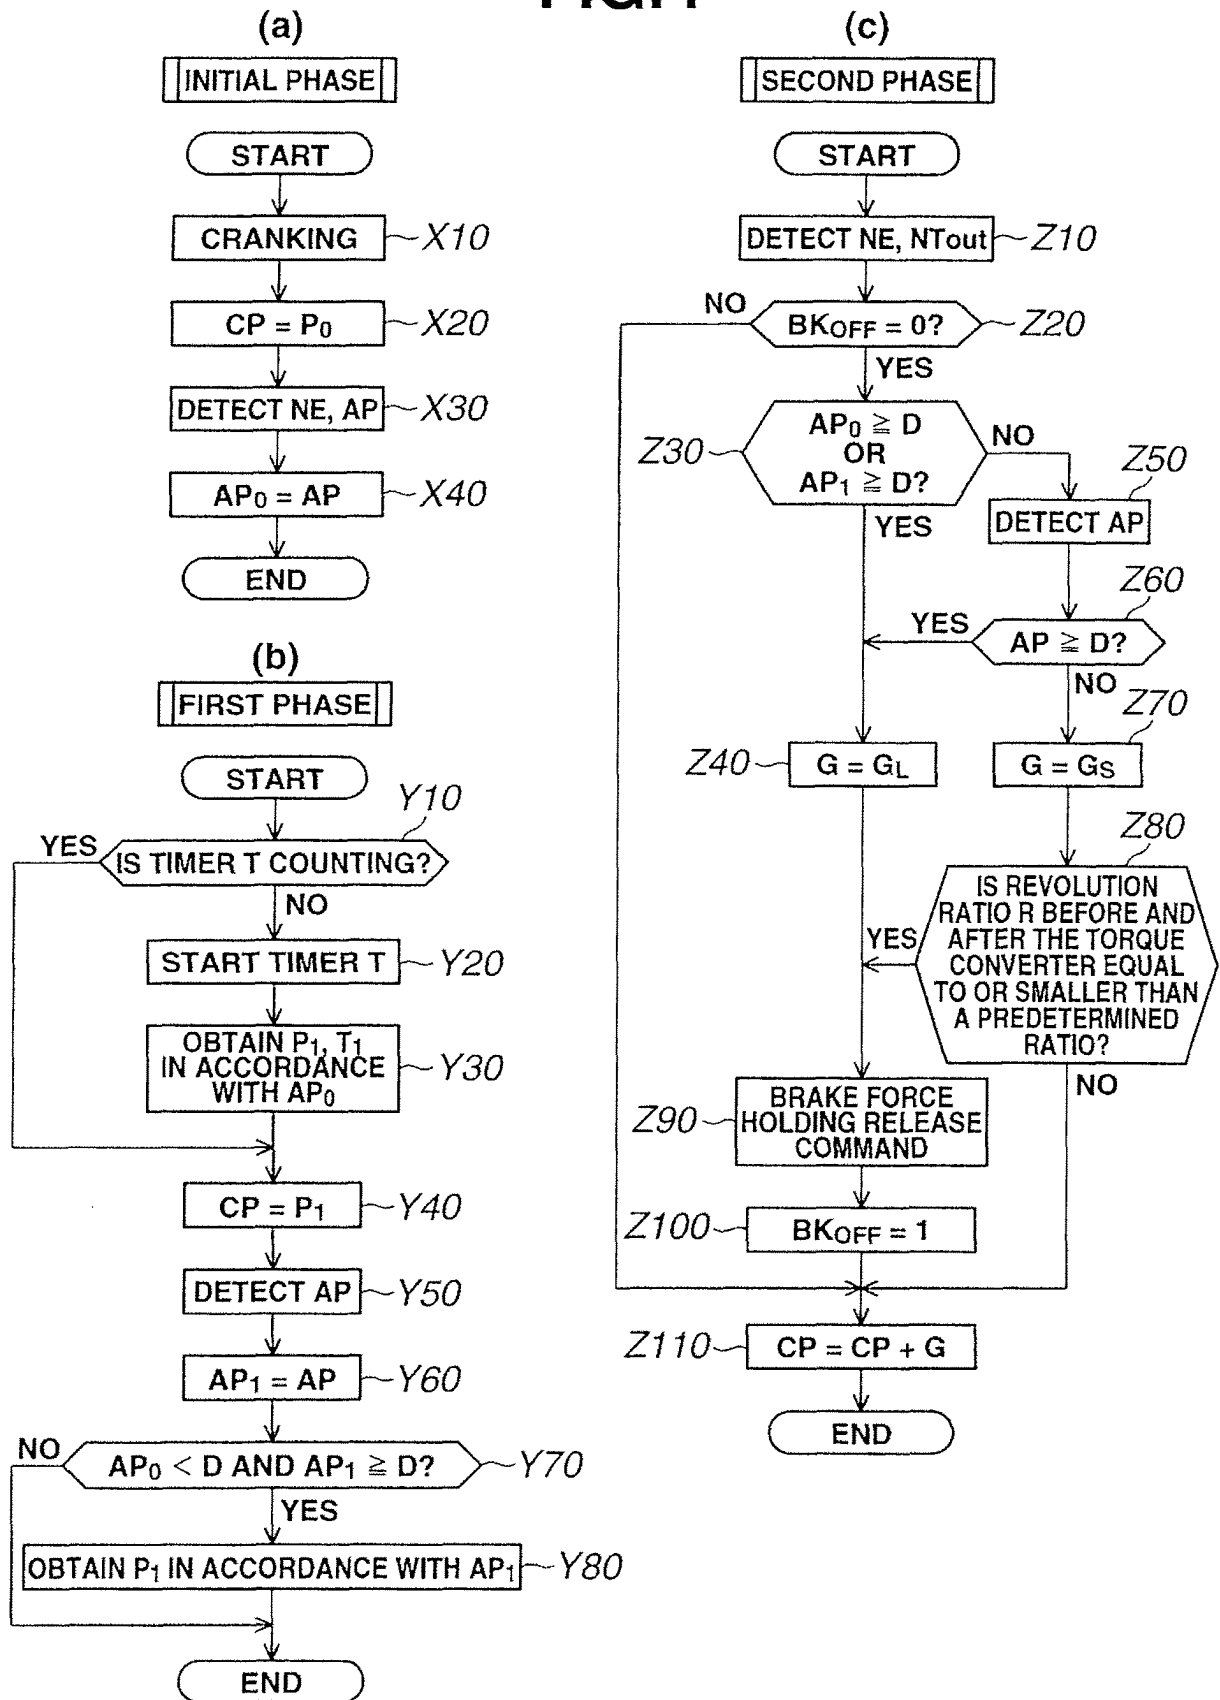 (a)
INITIAL PHASE
START
CRANKING
X10
CP = P0
X20
DETECT NE, AP
X30
AP0 = AP
X40
END
(b)
FIRST PHASE
START
Y10
YES
IS TIMER T COUNTING?
NO
START TIMER T
Y20
OBTAIN P1, T1
IN ACCORDANCE
WITH AP0
Y30
CP = P1
Y40
DETECT AP
Y50
AP1 = AP
Y60
NO
AP0 < D AND AP1 ≧ D?
Y70
YES
OBTAIN P1 IN ACCORDANCE WITH AP1
Y80
END
(c)
SECOND PHASE
START
DETECT NE, NTout
Z10
NO
BKOFF = 0?
Z20
YES
Z30
AP0 ≧ D
OR
AP1 ≧ D?
NO
YES
Z50
DETECT AP
Z60
YES
AP ≧ D?
NO
Z70
Z40
G = GL
G = GS
Z80
YES
IS REVOLUTION
RATIO R BEFORE AND
AFTER THE TORQUE
CONVERTER EQUAL
TO OR SMALLER THAN
A PREDETERMINED
RATIO?
NO
Z90
BRAKE FORCE
HOLDING RELEASE
COMMAND
Z100
BKOFF = 1
Z110
CP = CP + G
END